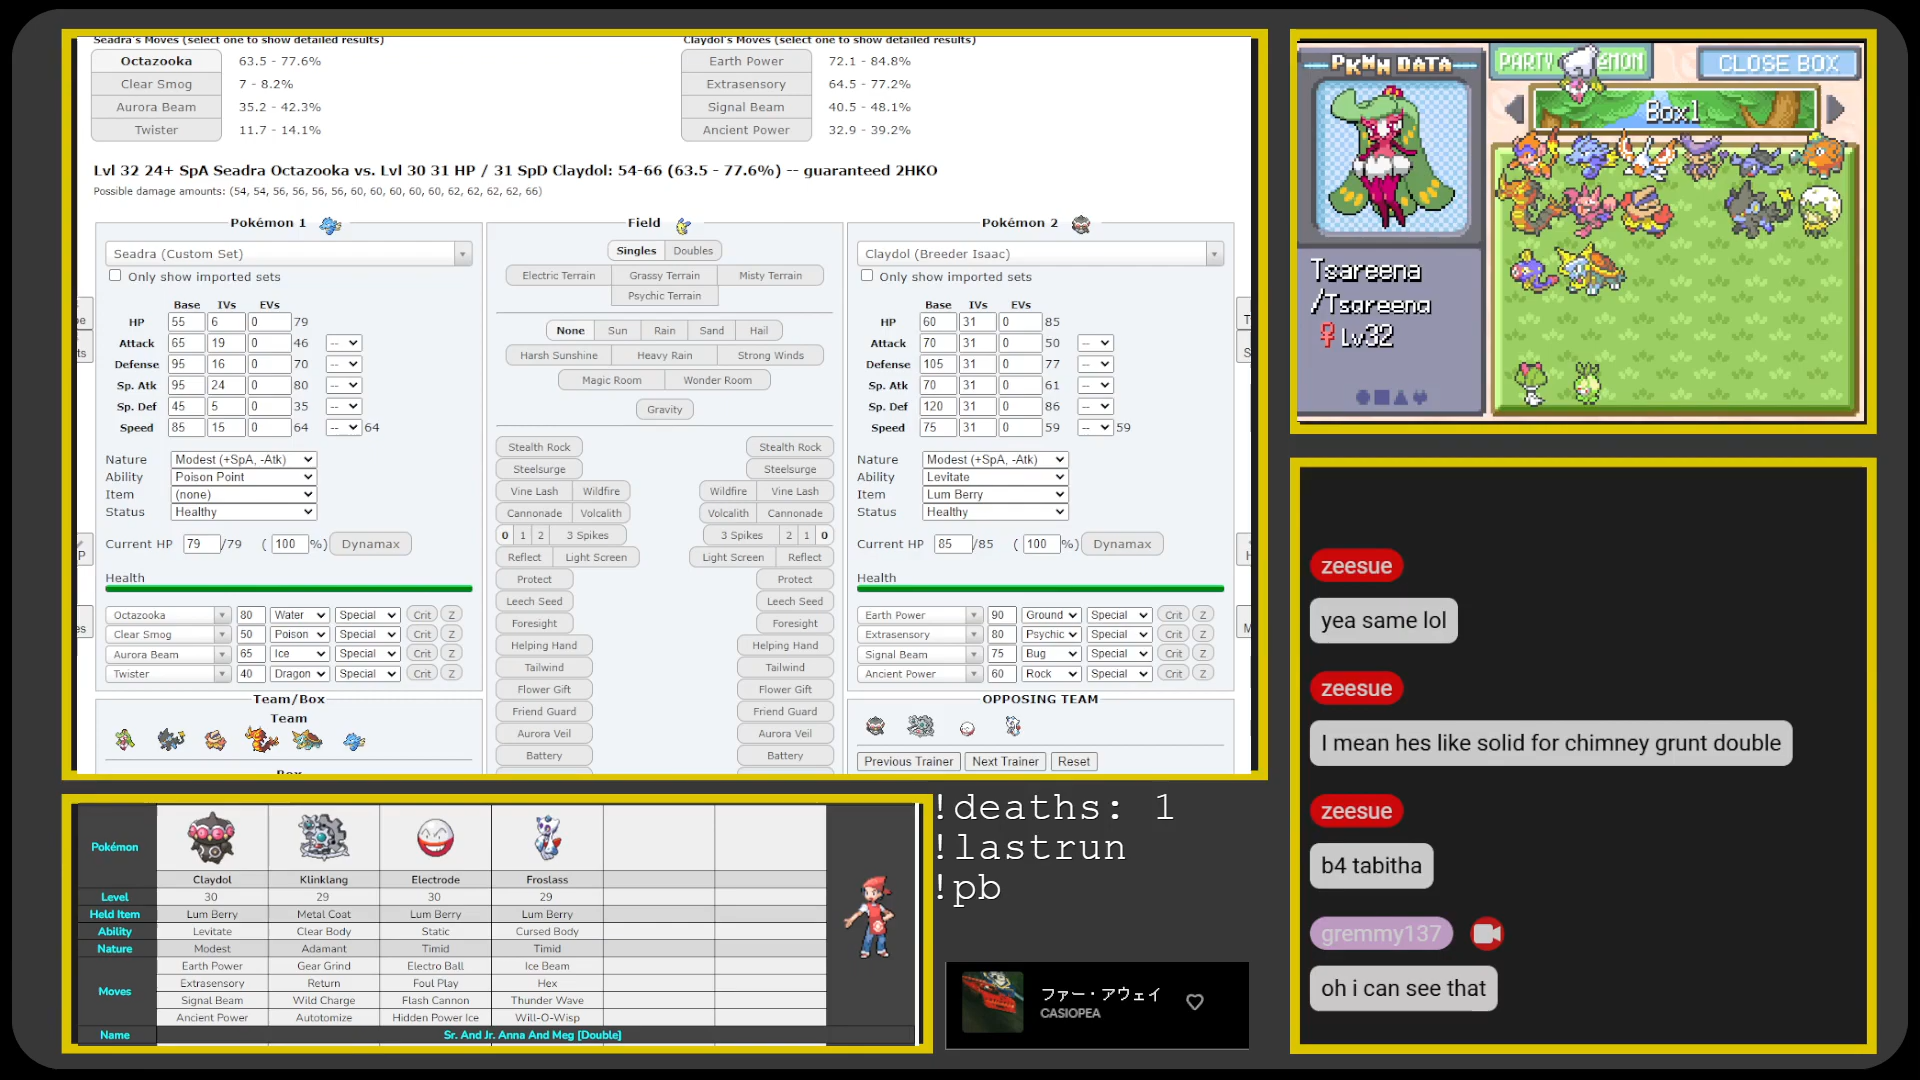 Seadra's Moves (select one to show detailed results)
Octazooka 63.5 - 77.6%
Clear Smog 7 - 8.2%
Aurora Beam 35.2 - 42.3%
Twister 11.7 - 14.1%
Claydol's Moves (select one to show detailed results)
Earth Power 72.1 - 84.8%
Extrasensory 64.5 - 77.2%
Signal Beam 40.5 - 48.1%
Ancient Power 32.9 - 39.2%
Lvl 32 24+ SpA Seadra Octazooka vs. Lvl 30 31 HP / 31 SpD Claydol: 54-66 (63.5 - 77.6%) -- guaranteed 2HKO
Possible damage amounts: (54, 54, 56, 56, 56, 56, 60, 60, 60, 60, 60, 62, 62, 62, 62, 66)
Pokémon 1
Seadra (Custom Set)
Only show imported sets
Base IVs EVs
HP 55 6 0 79
Attack 65 19 0 46 --
Defense 95 16 0 70 --
Sp. Atk 95 24 0 80 --
Sp. Def 45 5 0 35 --
Speed 85 15 0 64 -- 64
Nature Modest (+SpA, -Atk)
Ability Poison Point
Item (none)
Status Healthy
Current HP 79 /79 ( 100 %) Dynamax
Health
Octazooka 80 Water Special Crit Z
Clear Smog 50 Poison Special Crit Z
Aurora Beam 65 Ice Special Crit Z
Twister 40 Dragon Special Crit Z
Team/Box
Team
Field
Singles Doubles
Electric Terrain Grassy Terrain Misty Terrain
Psychic Terrain
None Sun Rain Sand Hail
Harsh Sunshine Heavy Rain Strong Winds
Magic Room Wonder Room
Gravity
Stealth Rock Stealth Rock
Steelsurge Steelsurge
Vine Lash Wildfire Wildfire Vine Lash
Cannonade Volcalith Volcalith Cannonade
0 1 2 3 Spikes 3 Spikes 2 1 0
Reflect Light Screen Light Screen Reflect
Protect Protect
Leech Seed Leech Seed
Foresight Foresight
Helping Hand Helping Hand
Tailwind Tailwind
Flower Gift Flower Gift
Friend Guard Friend Guard
Aurora Veil Aurora Veil
Battery Battery
Pokémon 2
Claydol (Breeder Isaac)
Only show imported sets
Base IVs EVs
HP 60 31 0 85
Attack 70 31 0 50 --
Defense 105 31 0 77 --
Sp. Atk 70 31 0 61 --
Sp. Def 120 31 0 86 --
Speed 75 31 0 59 -- 59
Nature Modest (+SpA, -Atk)
Ability Levitate
Item Lum Berry
Status Healthy
Current HP 85 /85 ( 100 %) Dynamax
Health
Earth Power 90 Ground Special Crit Z
Extrasensory 80 Psychic Special Crit Z
Signal Beam 75 Bug Special Crit Z
Ancient Power 60 Rock Special Crit Z
OPPOSING TEAM
Previous Trainer Next Trainer Reset
PKMN DATA
CLOSE BOX
Box1
Tsareena
/Tsareena
♀ Lv32
zeesue
yea same lol
zeesue
I mean hes like solid for chimney grunt double
zeesue
b4 tabitha
gremmy137
oh i can see that
Pokémon
Claydol Klinklang Electrode Froslass
Level 30 29 30 29
Held Item Lum Berry Metal Coat Lum Berry Lum Berry
Ability Levitate Clear Body Static Cursed Body
Nature Modest Adamant Timid Timid
Moves
Earth Power Gear Grind Electro Ball Ice Beam
Extrasensory Return Foul Play Hex
Signal Beam Wild Charge Flash Cannon Thunder Wave
Ancient Power Autotomize Hidden Power Ice Will-O-Wisp
Name Sr. And Jr. Anna And Meg [Double]
!deaths: 1
!lastrun
!pb
ファー・アウェイ
CASIOPEA